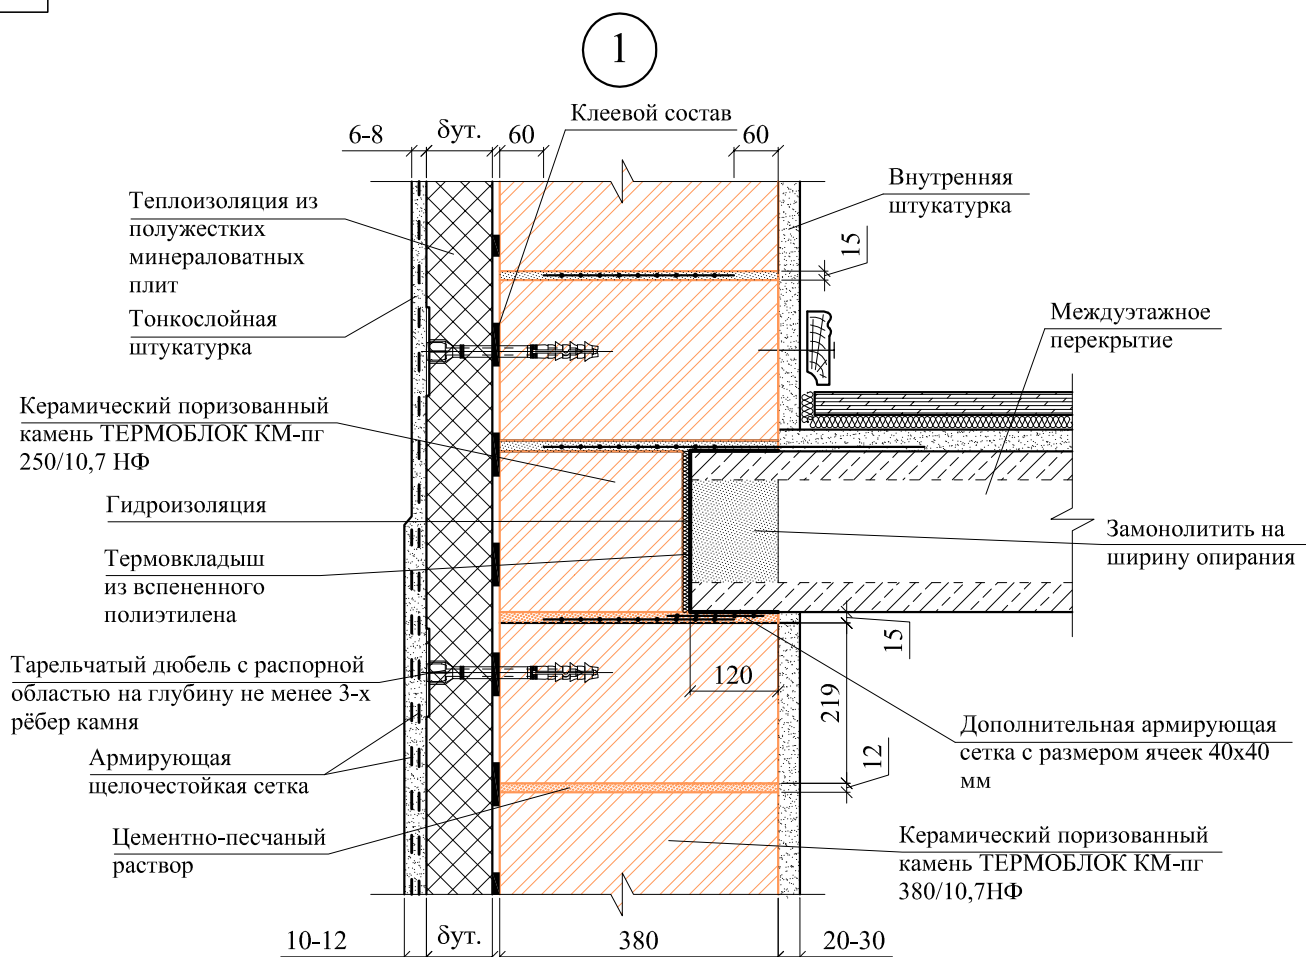 1
Клеевой состав
6-8
δут.
60
60
Внутренняя
штукатурка
Теплоизоляция из
полужестких
минераловатных
плит
15
Тонкослойная
штукатурка
Междуэтажное
перекрытие
Керамический поризованный
камень ТЕРМОБЛОК КМ-пг
250/10,7 НФ
Гидроизоляция
Замонолитить на
ширину опирания
Термовкладыш
из вспененного
полиэтилена
15
Тарельчатый дюбель с распорной
областью на глубину не менее 3-х
рёбер камня
120
219
Дополнительная армирующая
сетка с размером ячеек 40х40
мм
Армирующая
щелочестойкая сетка
12
Цементно-песчаный
раствор
Керамический поризованный
камень ТЕРМОБЛОК КМ-пг
380/10,7НФ
10-12
δут.
380
20-30